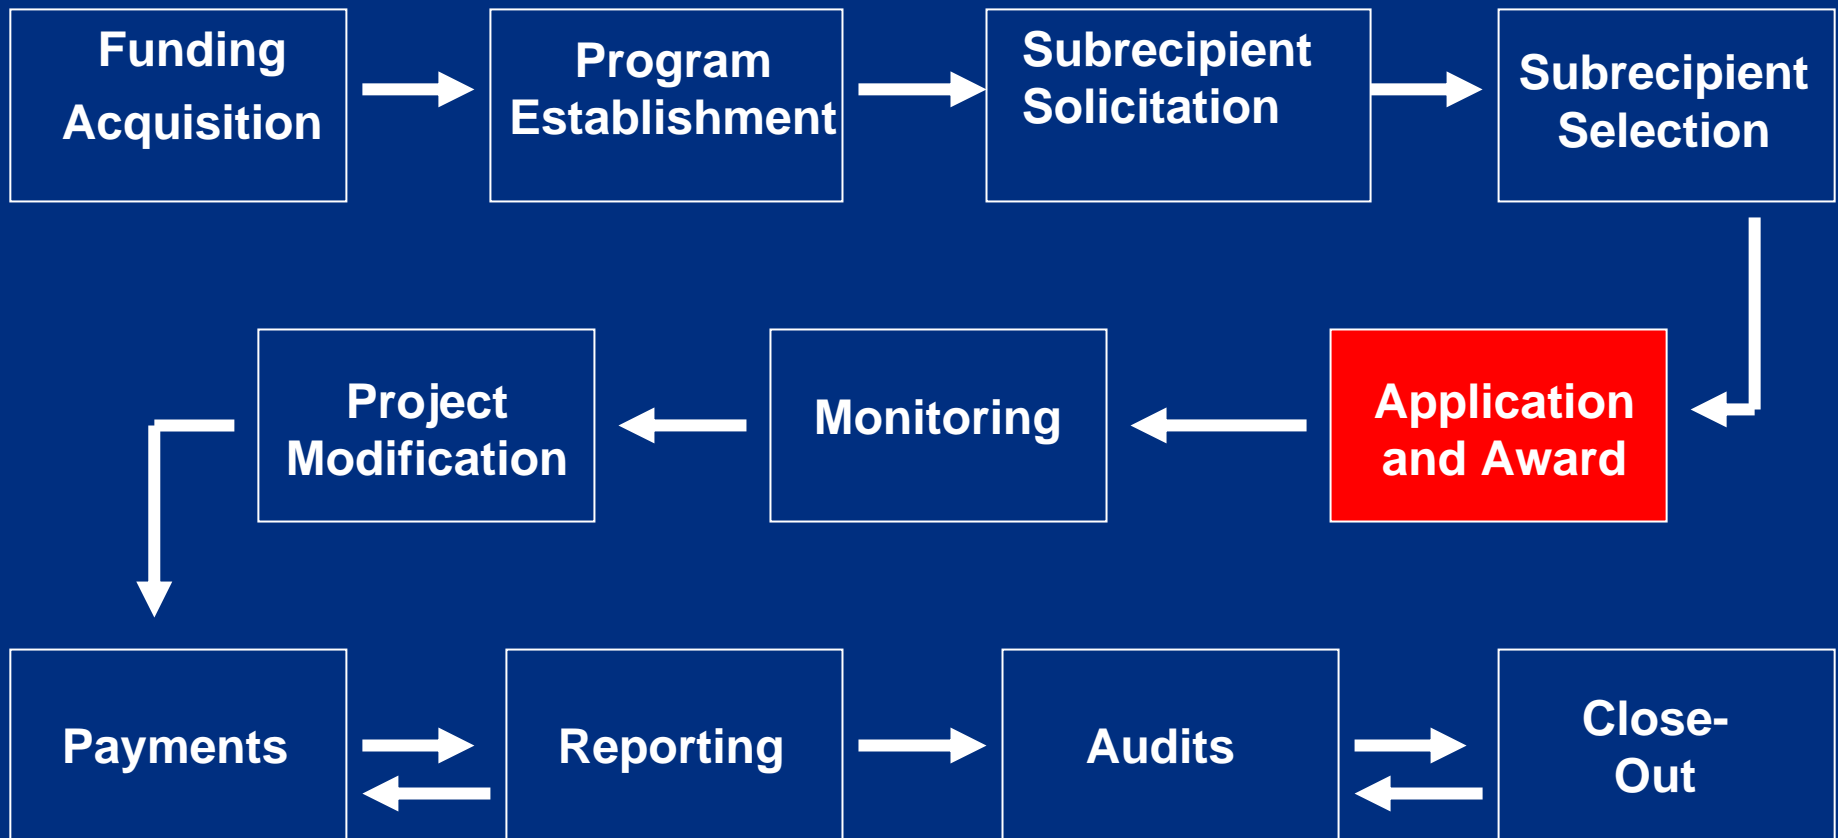 Funding
Acquisition
Program
Establishment
Subrecipient
Solicitation
Subrecipient
Selection
Project
Modification
Monitoring
Application
and Award
Payments
Reporting
Audits
Close-
Out